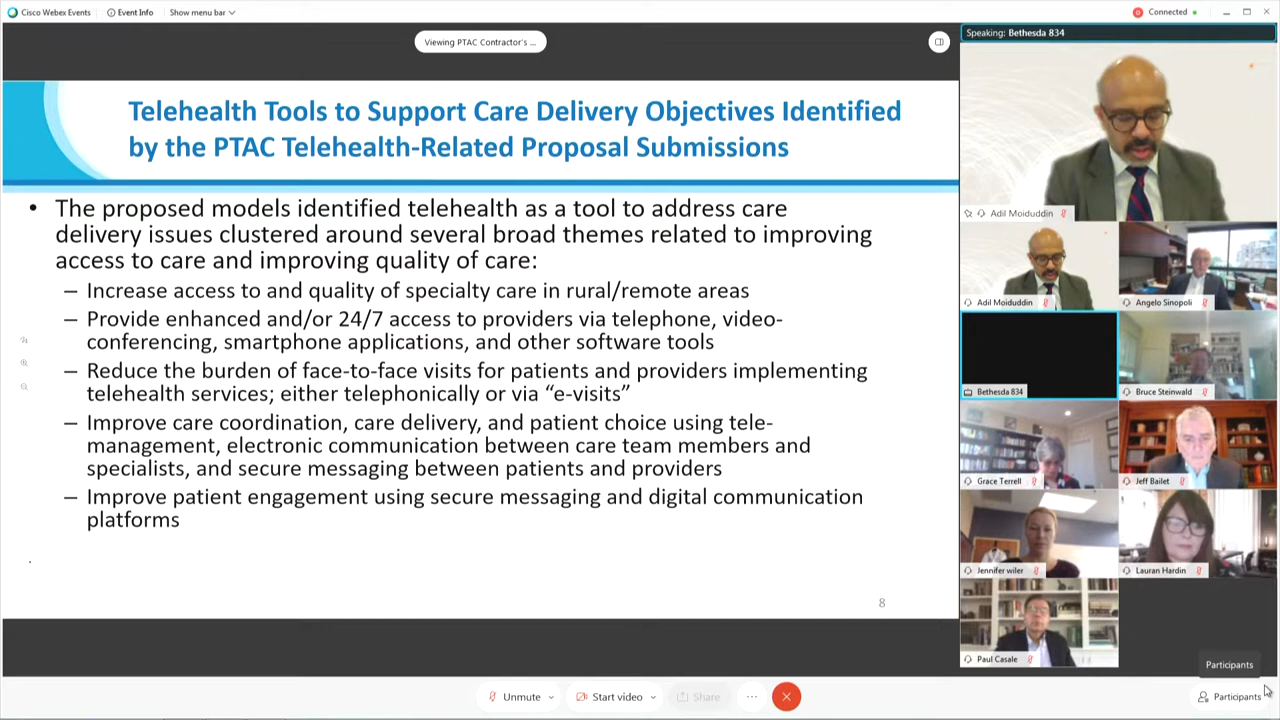 Cisco Webex Events
Event Info
Show menu bar
Connected
Viewing PTAC Contractor's ...
Speaking: Bethesda 834
Telehealth Tools to Support Care Delivery Objectives Identified
by the PTAC Telehealth-Related Proposal Submissions
• The proposed models identified telehealth as a tool to address care
delivery issues clustered around several broad themes related to improving
access to care and improving quality of care:
– Increase access to and quality of specialty care in rural/remote areas
– Provide enhanced and/or 24/7 access to providers via telephone, video-
conferencing, smartphone applications, and other software tools
– Reduce the burden of face-to-face visits for patients and providers implementing
telehealth services; either telephonically or via “e-visits”
– Improve care coordination, care delivery, and patient choice using tele-
management, electronic communication between care team members and
specialists, and secure messaging between patients and providers
– Improve patient engagement using secure messaging and digital communication
platforms
8
Adil Moiduddin
Adil Moiduddin
Angelo Sinopoli
Bethesda 834
Bruce Steinwald
Grace Terrell
Jeff Bailet
Jennifer wiler
Lauran Hardin
Paul Casale
Participants
Unmute
Start video
Share
...
Participants